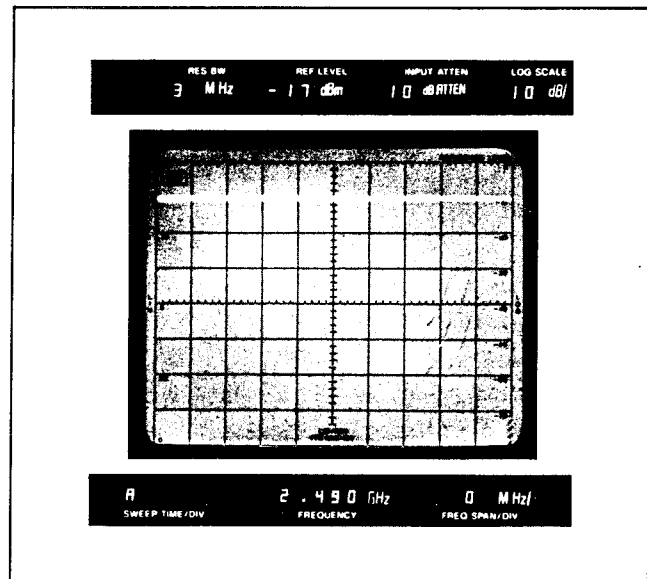 RES BW REF LEVEL INPUT ATTEN LOG SCALE
3 MHz -17 dBm 10 dB ATTEN 10 dB/
A 2.490 GHz 0 MHz/
SWEEP TIME/DIV FREQUENCY FREQ SPAN/DIV